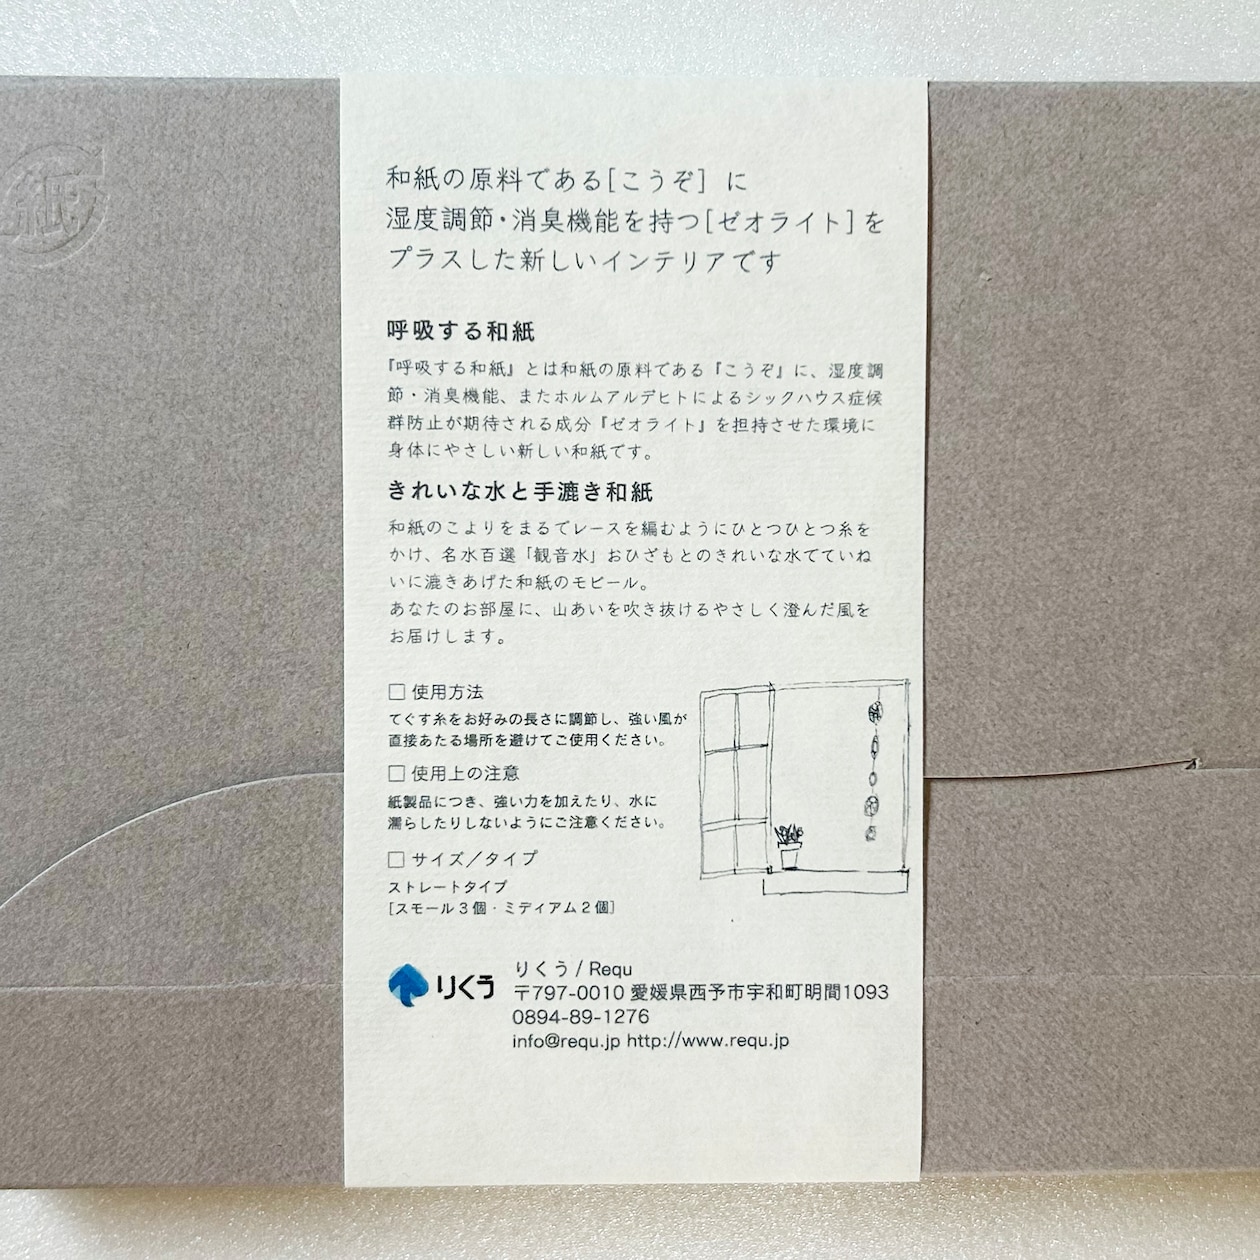 紙
和紙の原料である[こうぞ] に
湿度調節・消臭機能を持つ[ゼオライト]を
プラスした新しいインテリアです
呼吸する和紙
『呼吸する和紙』とは和紙の原料である『こうぞ』に、湿度調
節・消臭機能、またホルムアルデヒトによるシックハウス症候
群防止が期待される成分『ゼオライト』を担持させた環境に
身体にやさしい新しい和紙です。
きれいな水と手漉き和紙
和紙のこよりをまるでレースを編むようにひとつひとつ糸を
かけ、名水百選「観音水」おひざもとのきれいな水でていね
いに漉きあげた和紙のモビール。
あなたのお部屋に、山あいを吹き抜けるやさしく澄んだ風を
お届けします。
□ 使用方法
てぐす糸をお好みの長さに調節し、強い風が
直接あたる場所を避けてご使用ください。
□ 使用上の注意
紙製品につき、強い力を加えたり、水に
濡らしたりしないようにご注意ください。
□ サイズ／タイプ
ストレートタイプ
[スモール3個・ミディアム2個]
りくう
りくう / Requ
〒797-0010 愛媛県西予市宇和町明間1093
0894-89-1276
info@requ.jp http://www.requ.jp